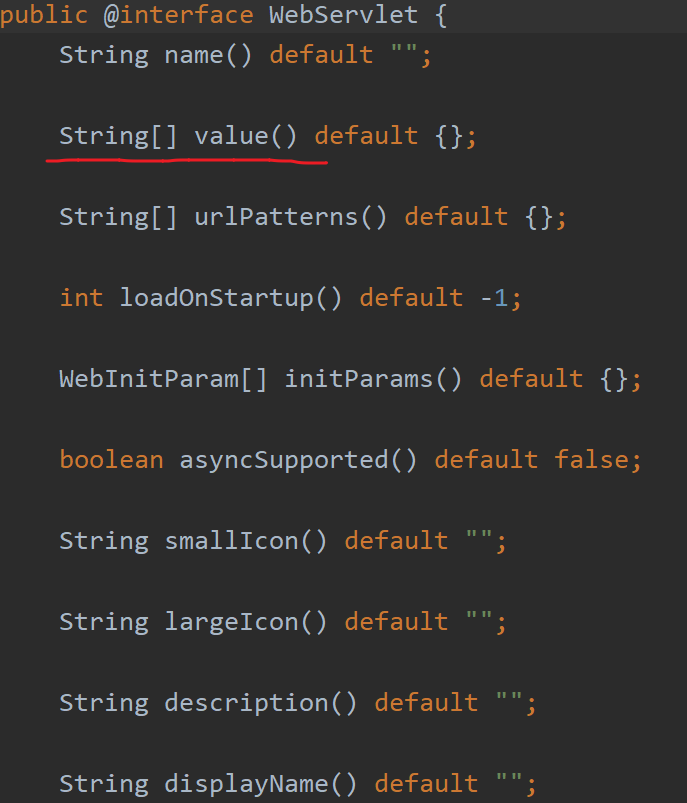 public @interface WebServlet {
String name() default "";
String[] value() default {};
String[] urlPatterns() default {};
int loadOnStartup() default -1;
WebInitParam[] initParams() default {};
boolean asyncSupported() default false;
String smallIcon() default "";
String largeIcon() default "";
String description() default "";
String displayName() default "";